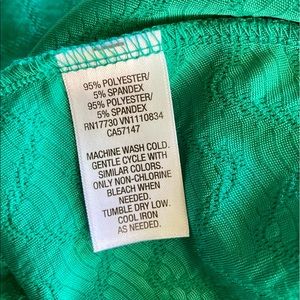 95% POLYESTER/
5% SPANDEX
95% POLYESTER/
5% SPANDEX
RN17730 VN1110834
CA57147
MACHINE WASH COLD.
GENTLE CYCLE WITH
SIMILAR COLORS.
ONLY NON-CHLORINE
BLEACH WHEN
NEEDED.
TUMBLE DRY LOW.
COOL IRON
AS NEEDED.